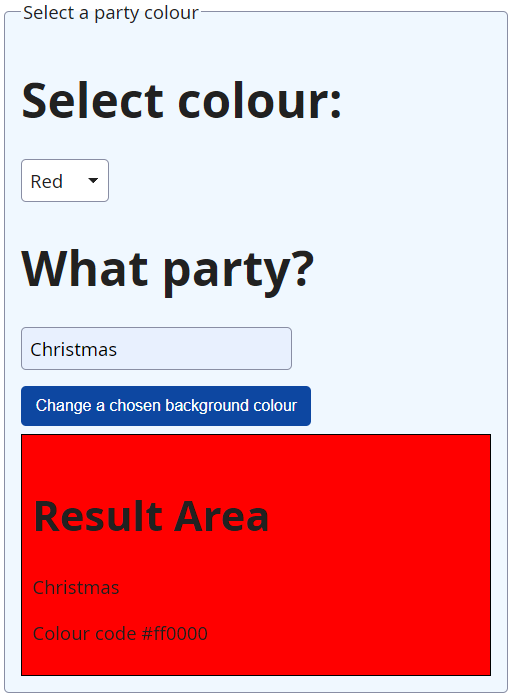 Select a party colour
Select colour:
Red
What party?
Christmas
Change a chosen background colour
Result Area
Christmas
Colour code #ff0000